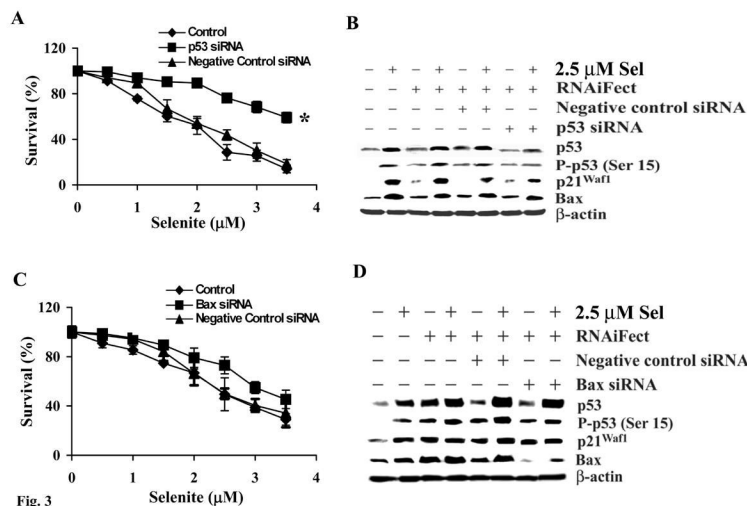 A
Control
p53 siRNA
Negative Control siRNA
120
80
40
0
Survival (%)
*
0 1 2 3 4
Selenite (μM)
B
- + - + - + - + 2.5 μM Sel
- - + + + + + + RNAiFect
- - - - + + - - Negative control siRNA
- - - - - - + + p53 siRNA
p53
P-p53 (Ser 15)
p21Waf1
Bax
β-actin
C
Control
Bax siRNA
Negative Control siRNA
120
80
40
0
Survival (%)
0 1 2 3 4
Selenite (μM)
Fig. 3
D
- + - + - + - + 2.5 μM Sel
- - + + + + + + RNAiFect
- - - - + + - - Negative control siRNA
- - - - - - + + Bax siRNA
p53
P-p53 (Ser 15)
p21Waf1
Bax
β-actin